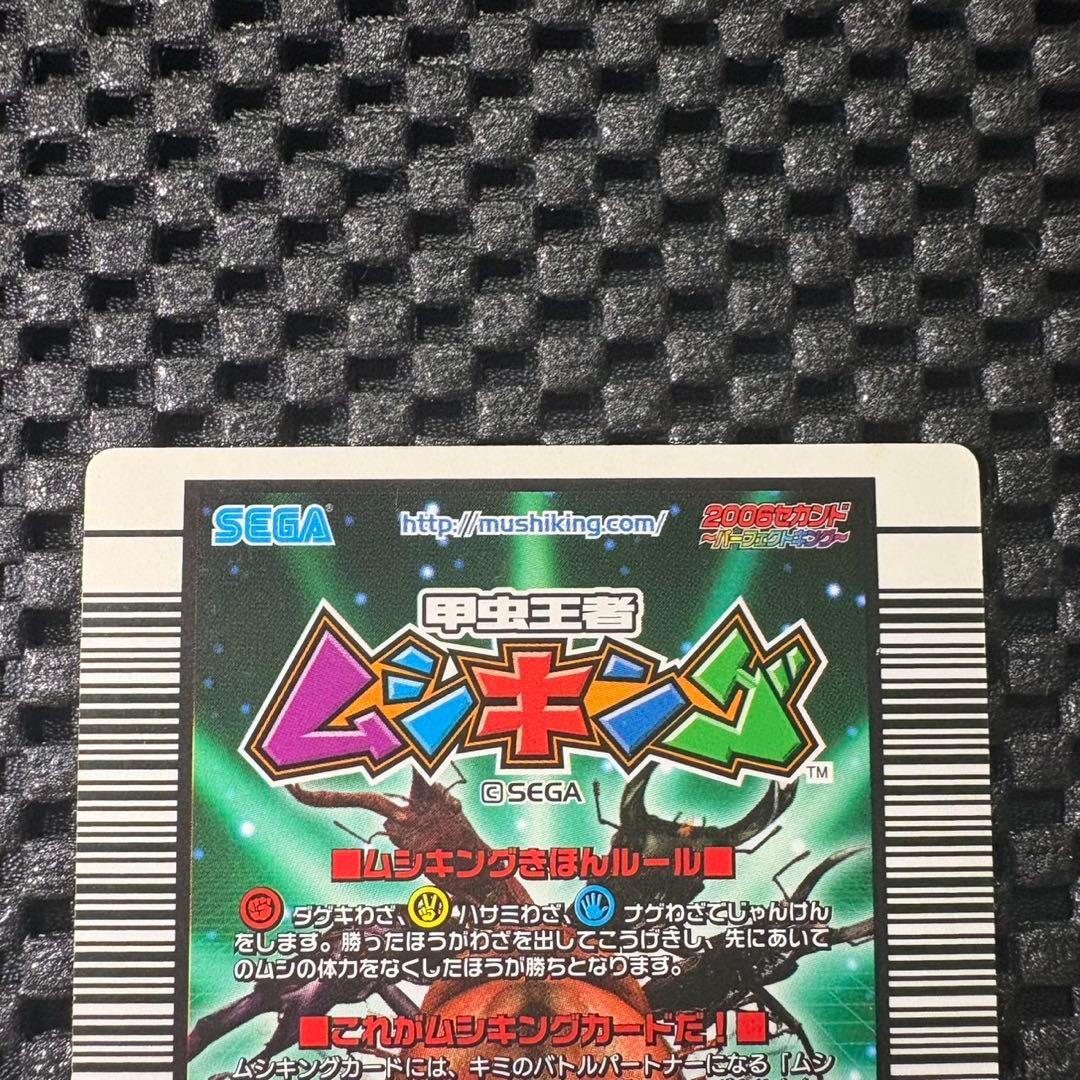 SEGA
http://mushiking.com/
2006セカンド
～パーフェクトキング～
甲虫王者
ムシキング
TM
©SEGA
■ムシキングきほんルール■
ダゲキわざ、ハサミわざ、ナゲわざでじゃんけん
をします。勝ったほうがわざを出してこうげきし、先にあいて
のムシの体力をなくしたほうが勝ちとなります。
■これがムシキングカードだ！■
ムシキングカードには、キミのバトルパートナーになる「ムシ